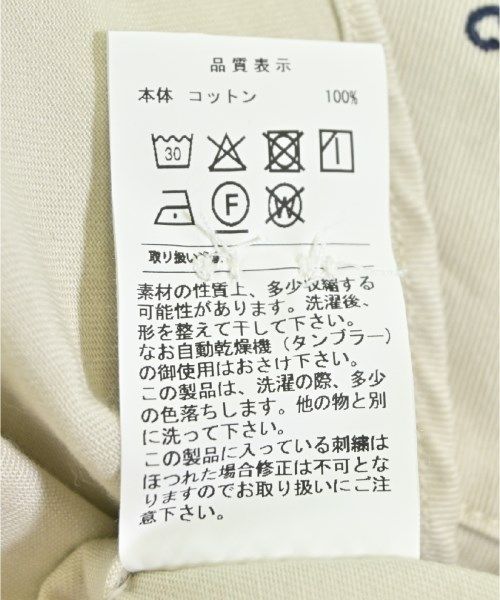 品質表示
本体 コットン 100%
30
F W
取り扱い
素材の性質上、多少収縮する
可能性があります。洗濯後、
形を整えて干して下さい。
なお自動乾燥機（タンブラー）
の御使用はおさけ下さい。
この製品は、洗濯の際、多少
の色落ちします。他の物と別
に洗って下さい。
この製品に入っている刺繍は
ほつれた場合修正は不可とな
りますのでお取り扱いにご注
意下さい。